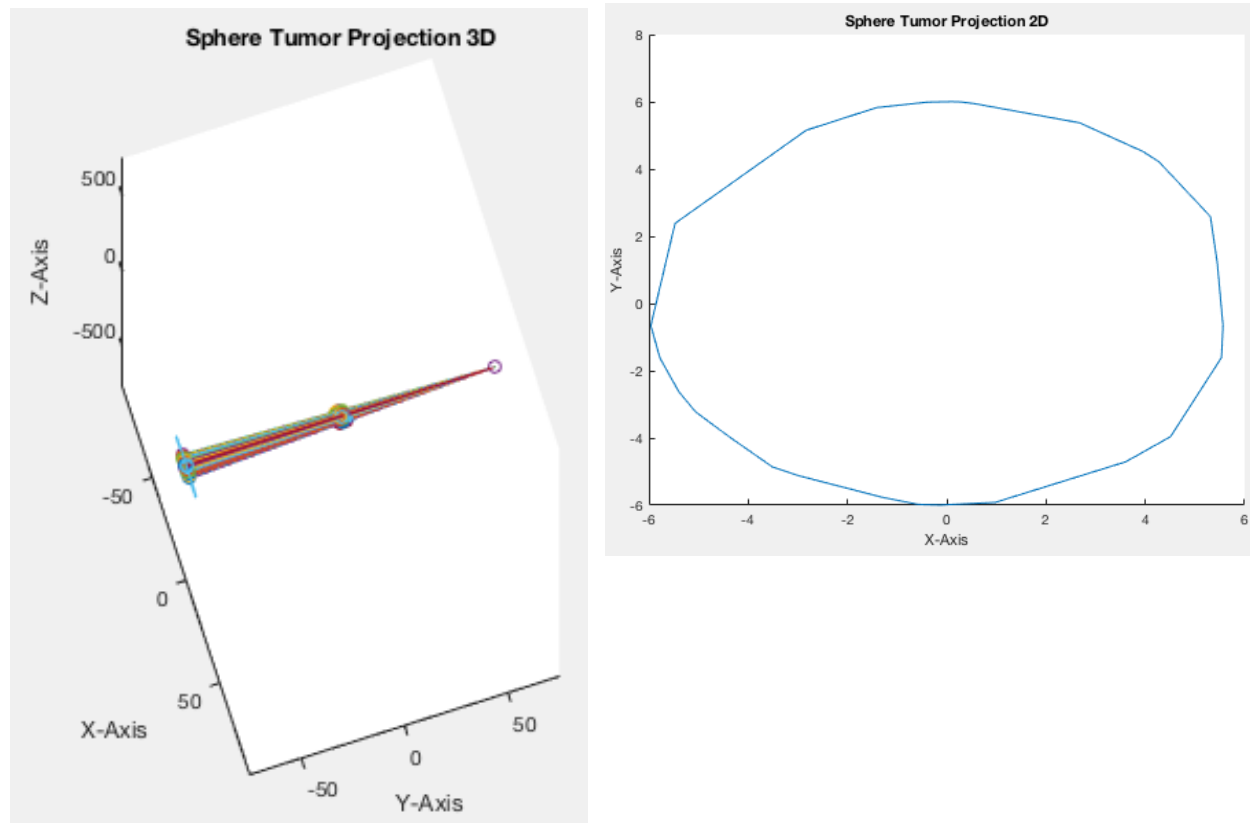 Sphere Tumor Projection 3D
500
0
-500
Z-Axis
-50
0
50
X-Axis
-50
0
50
Y-Axis
Sphere Tumor Projection 2D
8
6
4
2
0
-2
-4
-6
Y-Axis
-6 -4 -2 0 2 4 6
X-Axis